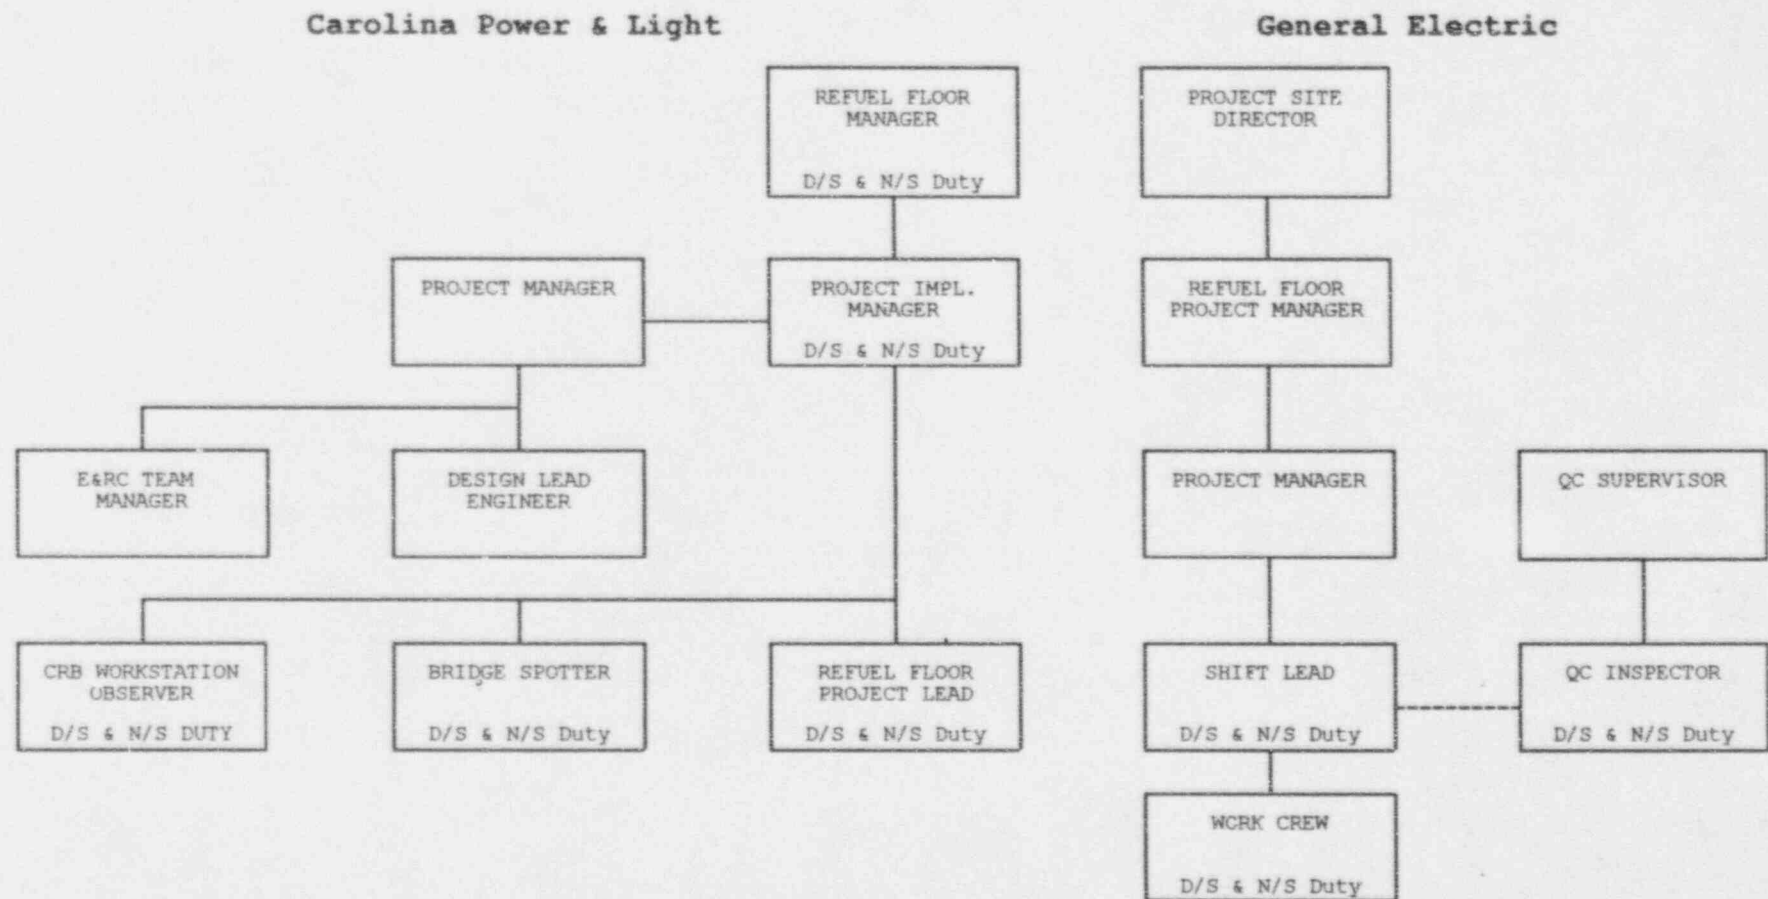 Carolina Power & Light
General Electric
REFUEL FLOOR
MANAGER
D/S & N/S Duty
PROJECT SITE
DIRECTOR
PROJECT MANAGER
PROJECT IMPL.
MANAGER
D/S & N/S Duty
REFUEL FLOOR
PROJECT MANAGER
E&RC TEAM
MANAGER
DESIGN LEAD
ENGINEER
PROJECT MANAGER
QC SUPERVISOR
CRB WORKSTATION
OBSERVER
D/S & N/S DUTY
BRIDGE SPOTTER
D/S & N/S Duty
REFUEL FLOOR
PROJECT LEAD
D/S & N/S Duty
SHIFT LEAD
D/S & N/S Duty
QC INSPECTOR
D/S & N/S Duty
WORK CREW
D/S & N/S Duty